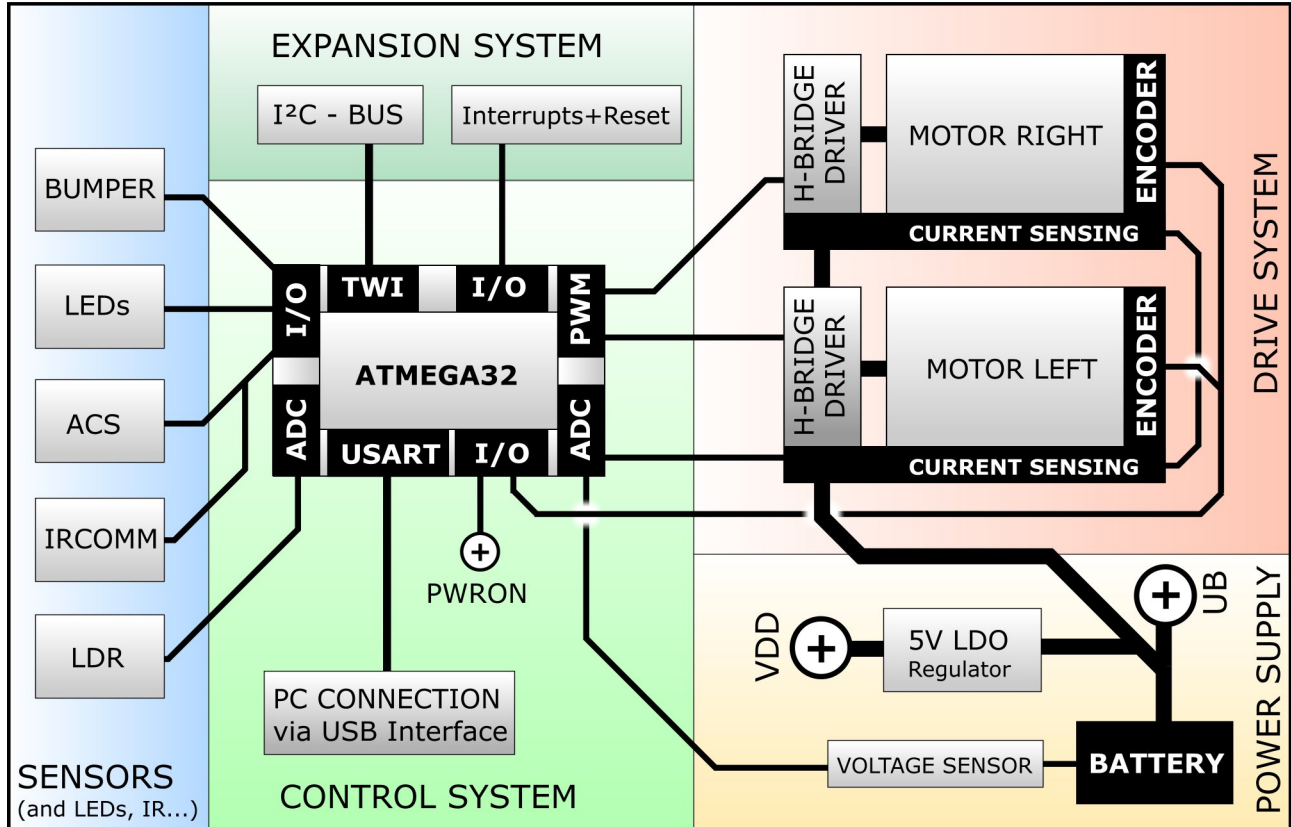 EXPANSION SYSTEM
I²C - BUS
Interrupts+Reset
BUMPER
LEDs
ACS
IRCOMM
LDR
SENSORS
(and LEDs, IR...)
I/O
TWI
I/O
PWM
ATMEGA32
ADC
USART
I/O
ADC
PWRON
PC CONNECTION
via USB Interface
CONTROL SYSTEM
H-BRIDGE
DRIVER
MOTOR RIGHT
ENCODER
CURRENT SENSING
H-BRIDGE
DRIVER
MOTOR LEFT
ENCODER
CURRENT SENSING
DRIVE SYSTEM
VDD
5V LDO
Regulator
UB
VOLTAGE SENSOR
BATTERY
POWER SUPPLY